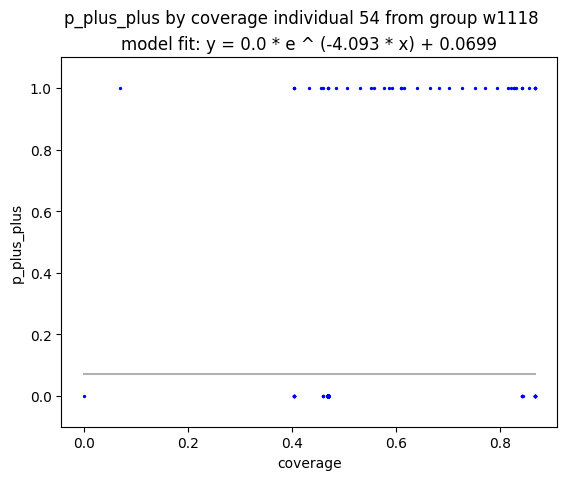 p_plus_plus by coverage individual 54 from group w1118
model fit: y = 0.0 * e ^ (-4.093 * x) + 0.0699
1.0
0.8
0.6
0.4
0.2
0.0
p_plus_plus
0.0 0.2 0.4 0.6 0.8
coverage